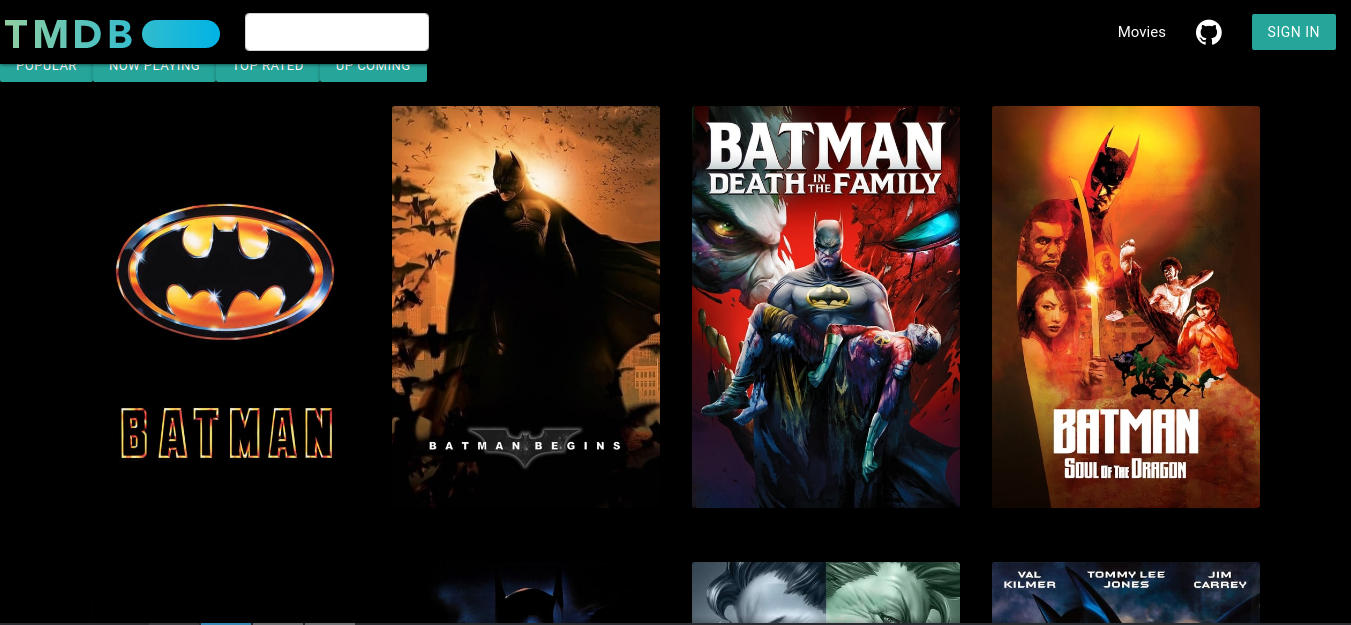 TMDB
Movies
SIGN IN
POPULAR
NOW PLAYING
TOP RATED
UP COMING
BATMAN
BATMAN BEGINS
BATMAN
DEATH IN THE FAMILY
BATMAN
SOUL OF THE DRAGON
VAL KILMER
TOMMY LEE JONES
JIM CARREY